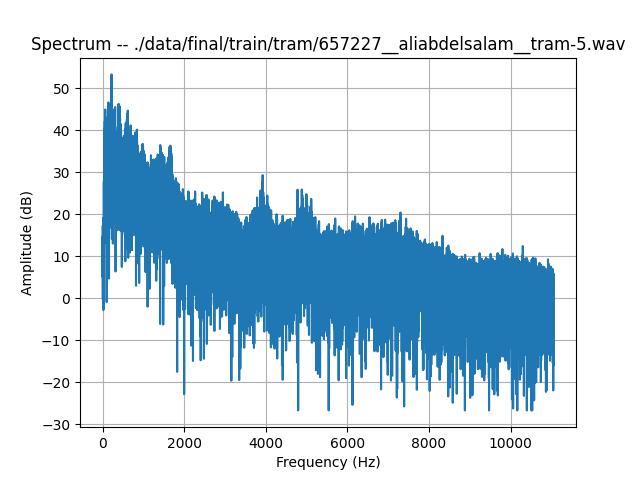 Spectrum -- ./data/final/train/tram/657227__aliabdelsalam__tram-5.wav
50
40
30
20
10
0
−10
−20
−30
Amplitude (dB)
0 2000 4000 6000 8000 10000
Frequency (Hz)